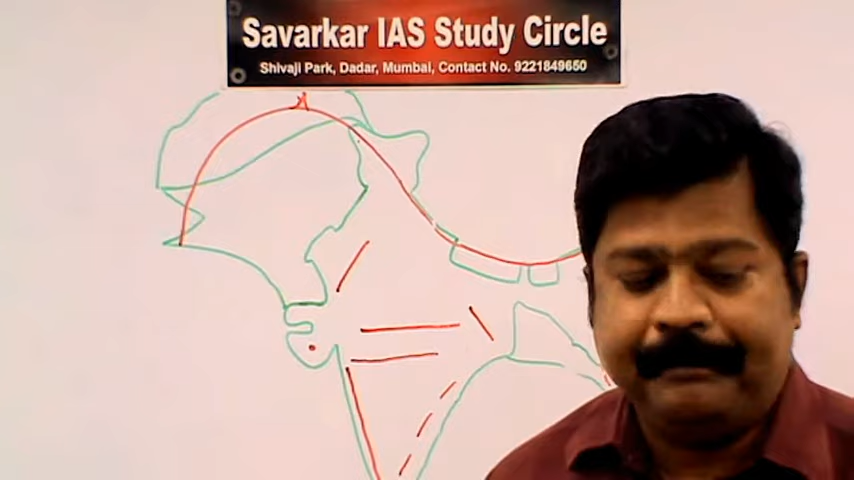 Savarkar IAS Study Circle
Shivaji Park, Dadar, Mumbai, Contact No. 9221849650